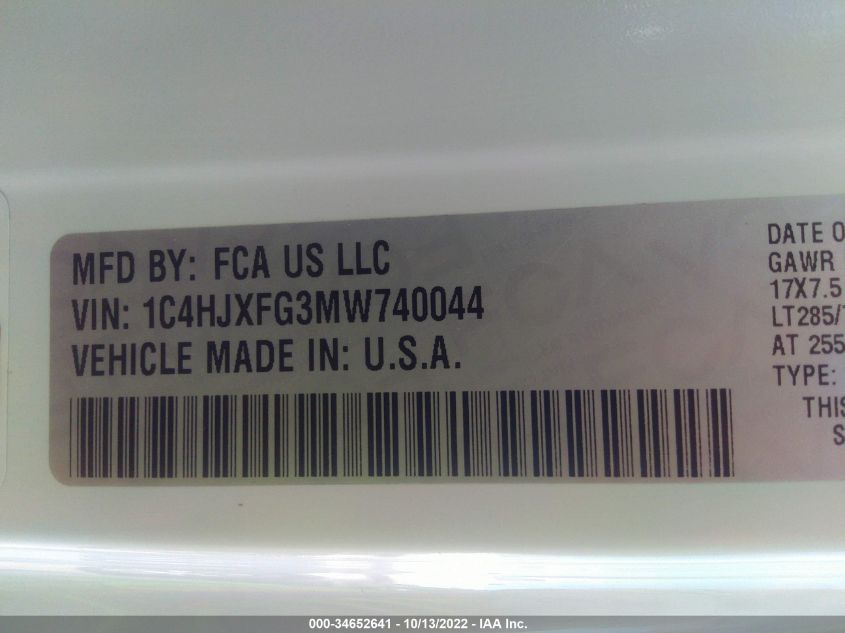 MFD BY: FCA US LLC
VIN: 1C4HJXFG3MW740044
VEHICLE MADE IN: U.S.A.
DATE O
GAWR
17X7.5
LT285/
AT 255
TYPE:
THIS
S
000-34652641 - 10/13/2022 - IAA Inc.